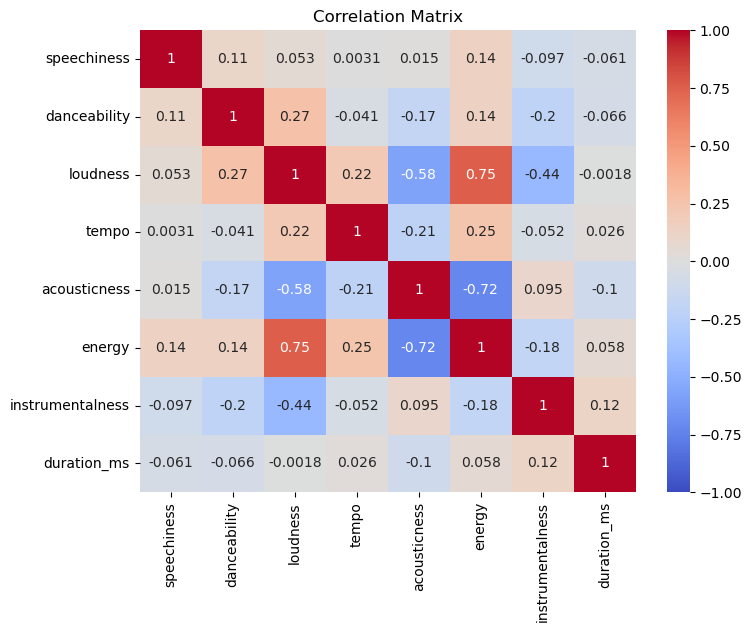 Correlation Matrix
speechiness 1 0.11 0.053 0.0031 0.015 0.14 -0.097 -0.061
danceability 0.11 1 0.27 -0.041 -0.17 0.14 -0.2 -0.066
loudness 0.053 0.27 1 0.22 -0.58 0.75 -0.44 -0.0018
tempo 0.0031 -0.041 0.22 1 -0.21 0.25 -0.052 0.026
acousticness 0.015 -0.17 -0.58 -0.21 1 -0.72 0.095 -0.1
energy 0.14 0.14 0.75 0.25 -0.72 1 -0.18 0.058
instrumentalness -0.097 -0.2 -0.44 -0.052 0.095 -0.18 1 0.12
duration_ms -0.061 -0.066 -0.0018 0.026 -0.1 0.058 0.12 1
speechiness
danceability
loudness
tempo
acousticness
energy
instrumentalness
duration_ms
1.00
0.75
0.50
0.25
0.00
−0.25
−0.50
−0.75
−1.00